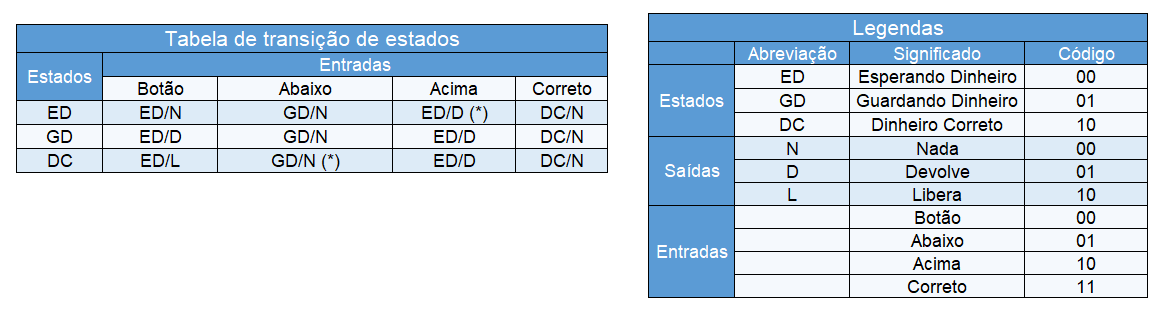 Tabela de transição de estados
Estados Entradas
Botão Abaixo Acima Correto
ED ED/N GD/N ED/D (*) DC/N
GD ED/D GD/N ED/D DC/N
DC ED/L GD/N (*) ED/D DC/N
Legendas
Abreviação Significado Código
Estados
ED Esperando Dinheiro 00
GD Guardando Dinheiro 01
DC Dinheiro Correto 10
Saídas
N Nada 00
D Devolve 01
L Libera 10
Entradas
Botão 00
Abaixo 01
Acima 10
Correto 11